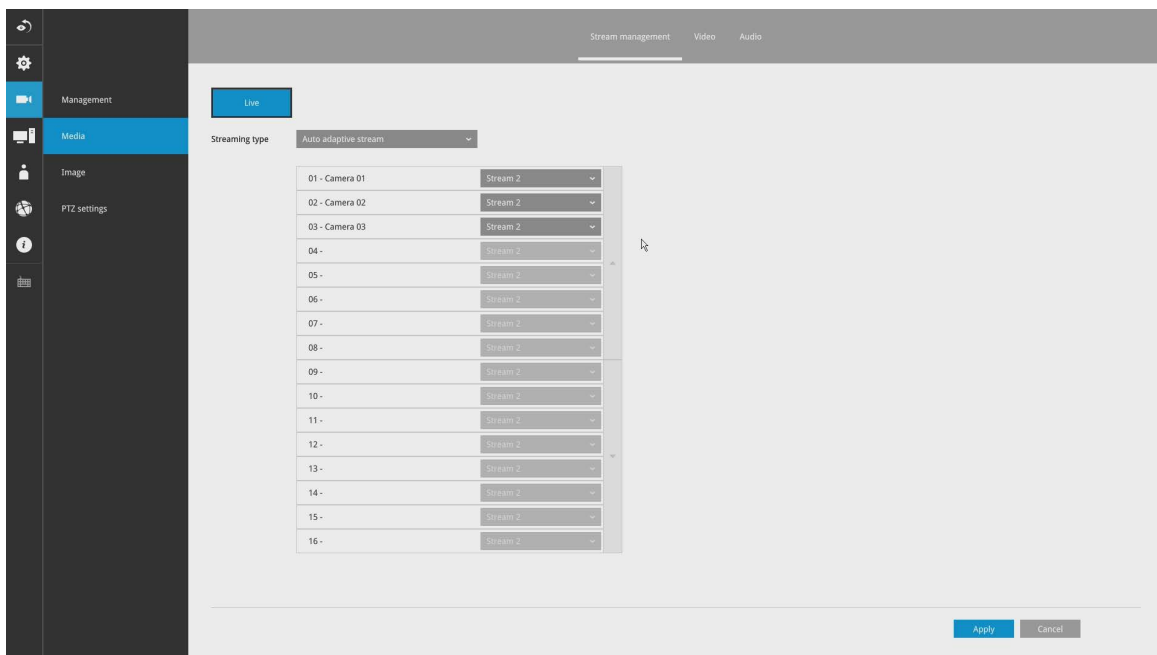 Stream management Video Audio
Management
Media
Image
PTZ settings
Live
Streaming type Auto adaptive stream
01 - Camera 01 Stream 2
02 - Camera 02 Stream 2
03 - Camera 03 Stream 2
04 - Stream 2
05 - Stream 2
06 - Stream 2
07 - Stream 2
08 - Stream 2
09 - Stream 2
10 - Stream 2
11 - Stream 2
12 - Stream 2
13 - Stream 2
14 - Stream 2
15 - Stream 2
16 - Stream 2
Apply Cancel